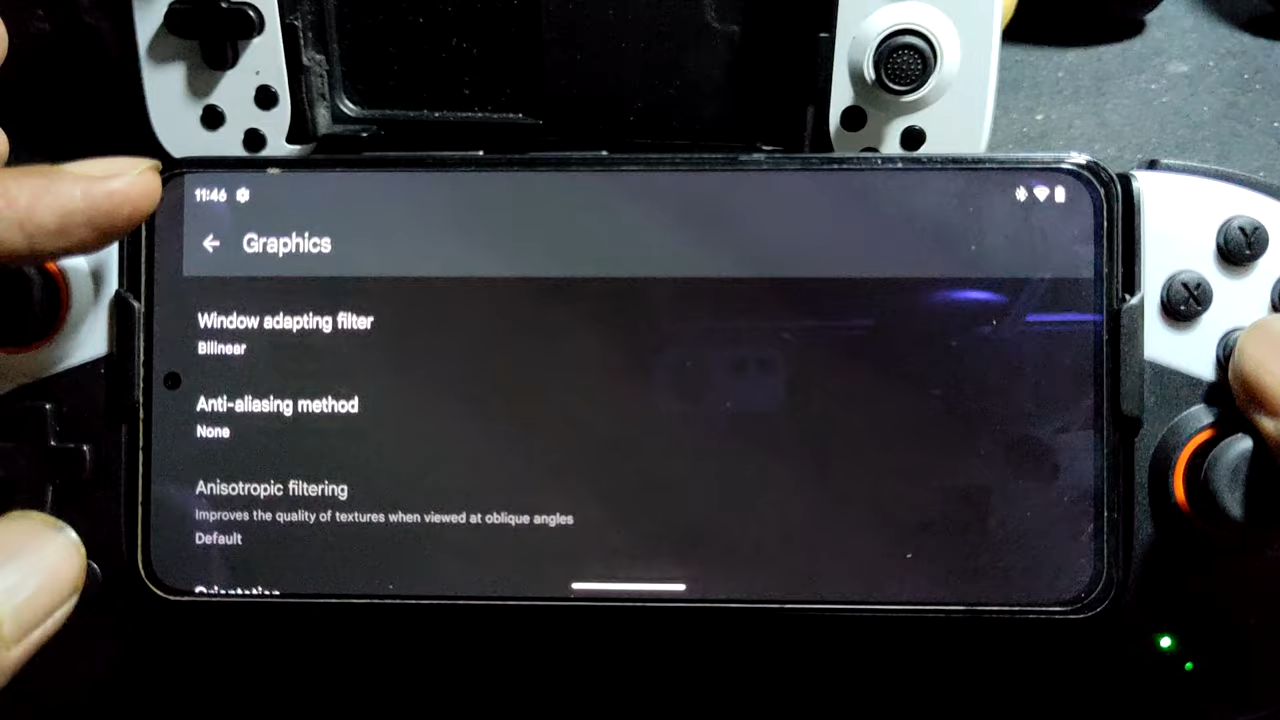 11:46
Graphics
Window adapting filter
Bilinear
Anti-aliasing method
None
Anisotropic filtering
Improves the quality of textures when viewed at oblique angles
Default
Orientation
Y
X